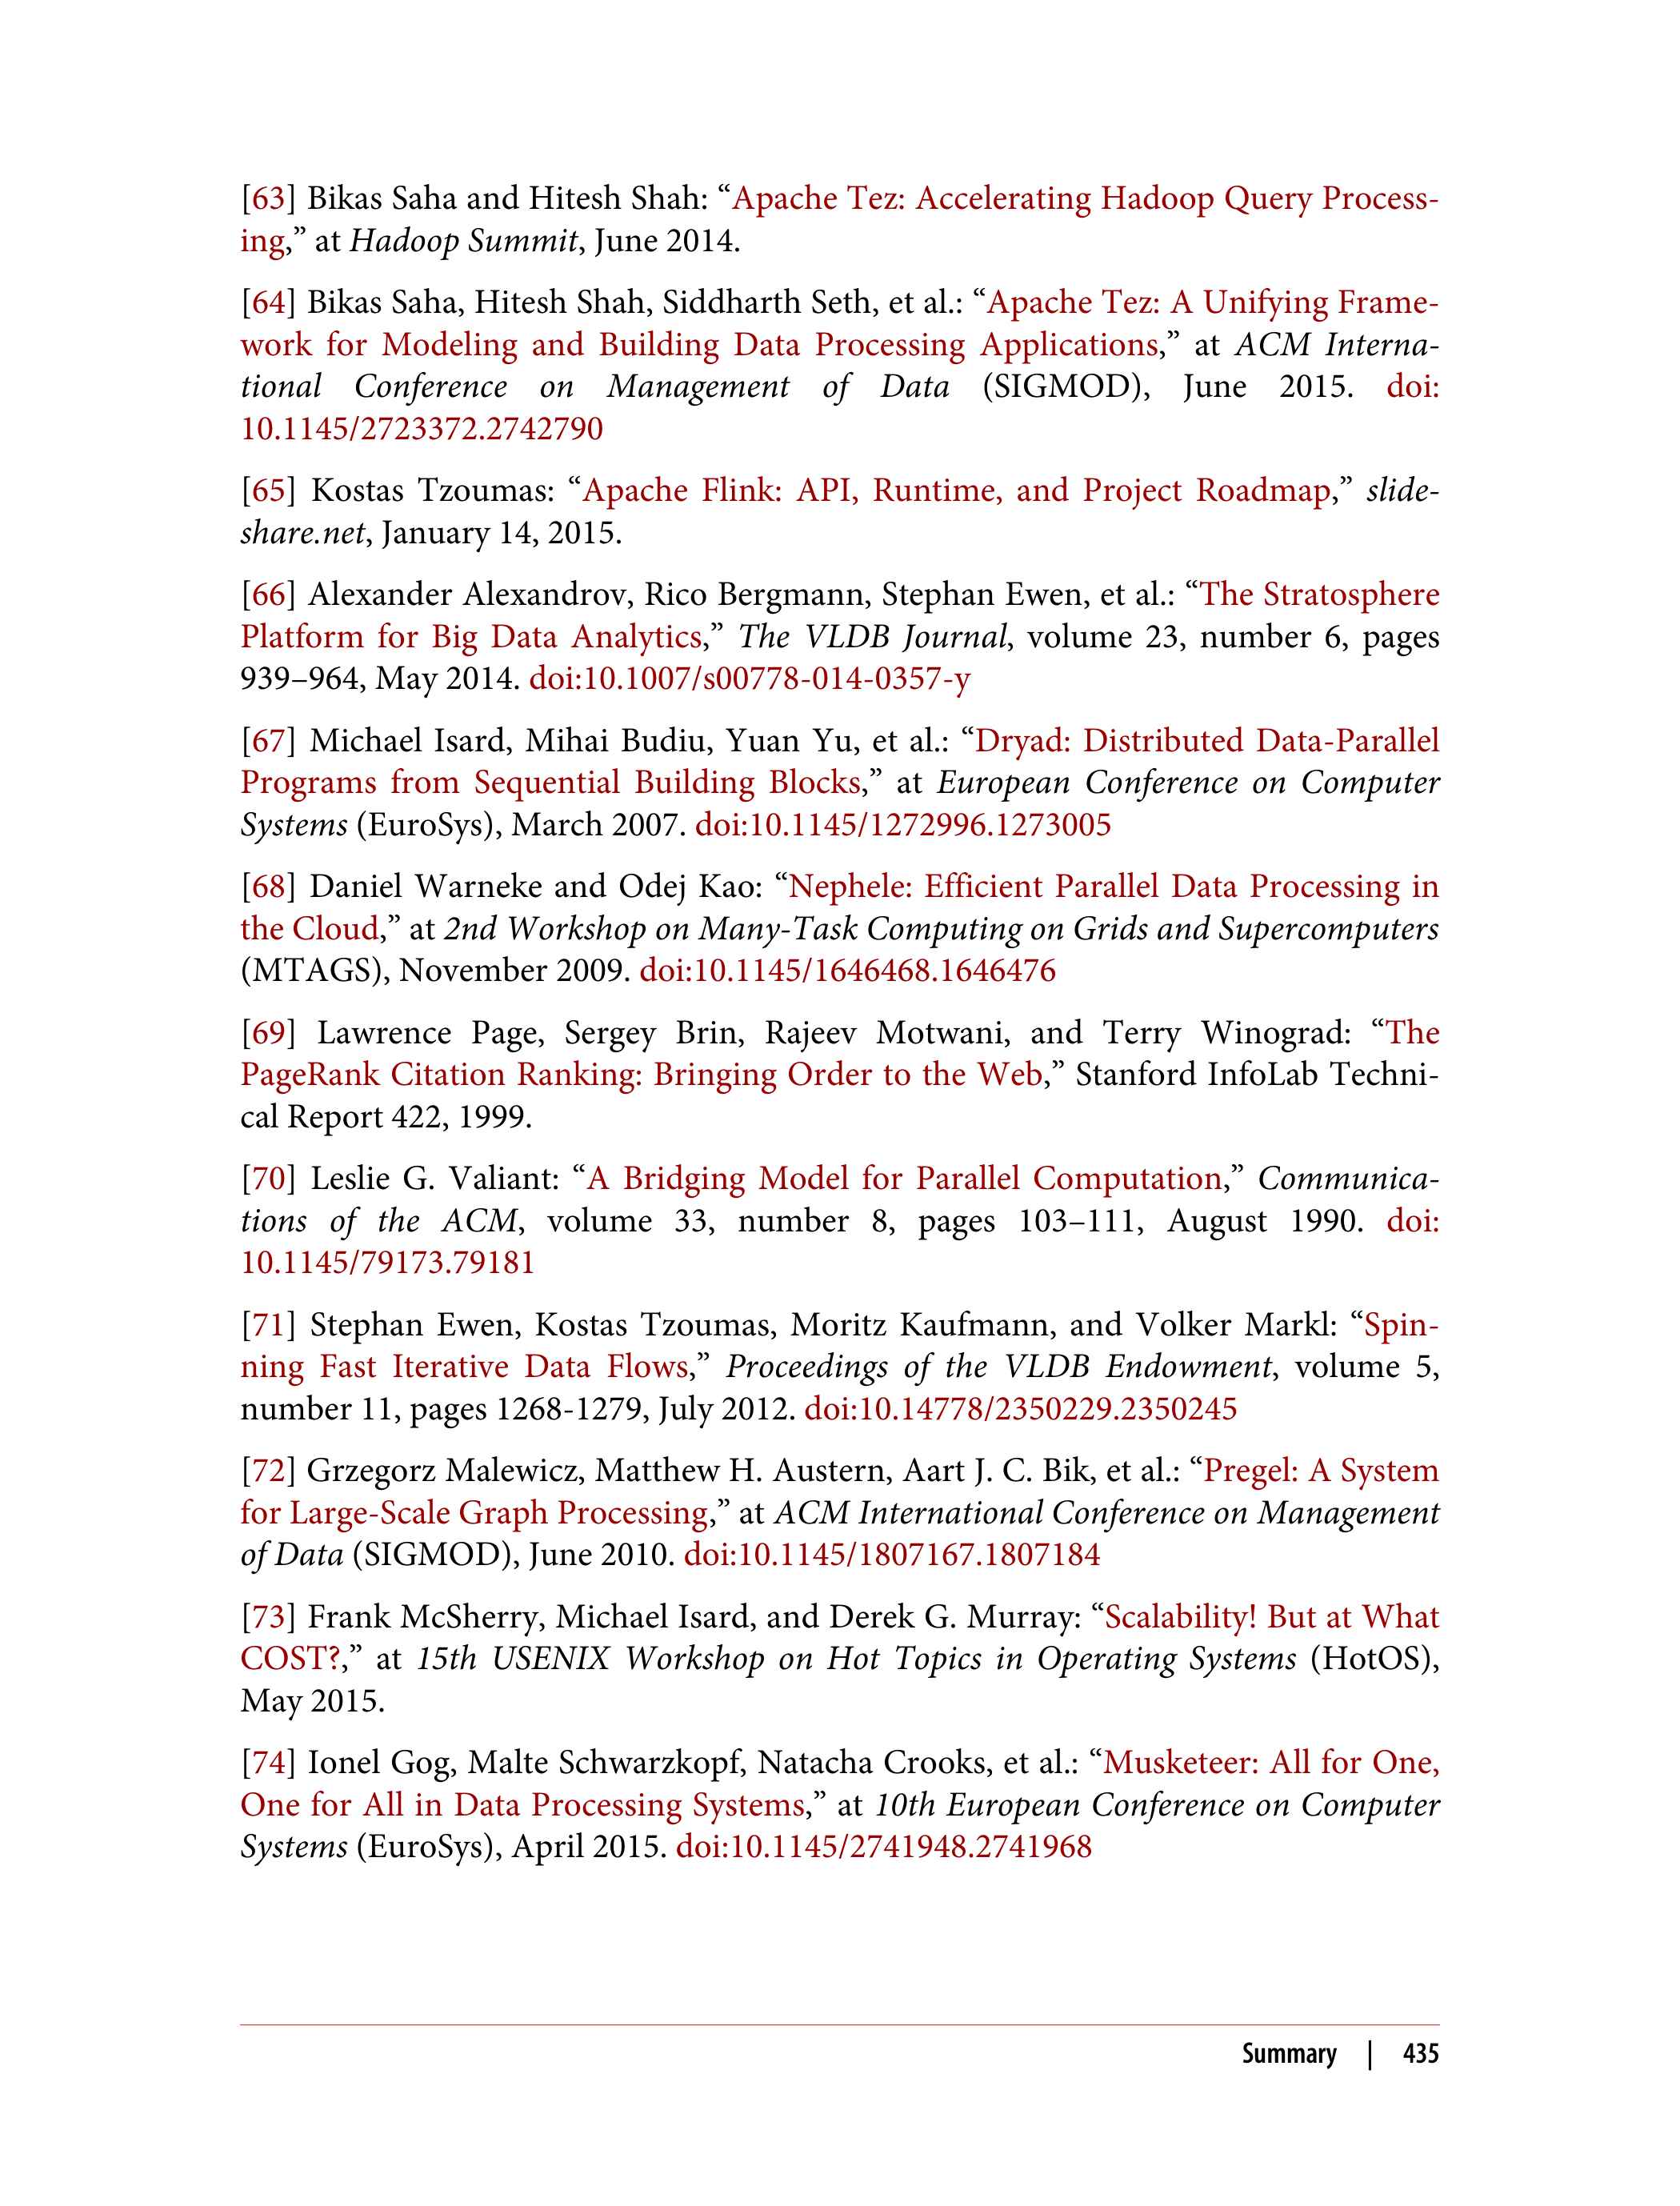 [63] Bikas Saha and Hitesh Shah: “Apache Tez: Accelerating Hadoop Query Process-
ing,” at Hadoop Summit, June 2014.
[64] Bikas Saha, Hitesh Shah, Siddharth Seth, et al.: “Apache Tez: A Unifying Frame-
work for Modeling and Building Data Processing Applications,” at ACM Interna-
tional Conference on Management of Data (SIGMOD), June 2015. doi:
10.1145/2723372.2742790
[65] Kostas Tzoumas: “Apache Flink: API, Runtime, and Project Roadmap,” slide-
share.net, January 14, 2015.
[66] Alexander Alexandrov, Rico Bergmann, Stephan Ewen, et al.: “The Stratosphere
Platform for Big Data Analytics,” The VLDB Journal, volume 23, number 6, pages
939–964, May 2014. doi:10.1007/s00778-014-0357-y
[67] Michael Isard, Mihai Budiu, Yuan Yu, et al.: “Dryad: Distributed Data-Parallel
Programs from Sequential Building Blocks,” at European Conference on Computer
Systems (EuroSys), March 2007. doi:10.1145/1272996.1273005
[68] Daniel Warneke and Odej Kao: “Nephele: Efficient Parallel Data Processing in
the Cloud,” at 2nd Workshop on Many-Task Computing on Grids and Supercomputers
(MTAGS), November 2009. doi:10.1145/1646468.1646476
[69] Lawrence Page, Sergey Brin, Rajeev Motwani, and Terry Winograd: “The
PageRank Citation Ranking: Bringing Order to the Web,” Stanford InfoLab Techni-
cal Report 422, 1999.
[70] Leslie G. Valiant: “A Bridging Model for Parallel Computation,” Communica-
tions of the ACM, volume 33, number 8, pages 103–111, August 1990. doi:
10.1145/79173.79181
[71] Stephan Ewen, Kostas Tzoumas, Moritz Kaufmann, and Volker Markl: “Spin-
ning Fast Iterative Data Flows,” Proceedings of the VLDB Endowment, volume 5,
number 11, pages 1268-1279, July 2012. doi:10.14778/2350229.2350245
[72] Grzegorz Malewicz, Matthew H. Austern, Aart J. C. Bik, et al.: “Pregel: A System
for Large-Scale Graph Processing,” at ACM International Conference on Management
of Data (SIGMOD), June 2010. doi:10.1145/1807167.1807184
[73] Frank McSherry, Michael Isard, and Derek G. Murray: “Scalability! But at What
COST?,” at 15th USENIX Workshop on Hot Topics in Operating Systems (HotOS),
May 2015.
[74] Ionel Gog, Malte Schwarzkopf, Natacha Crooks, et al.: “Musketeer: All for One,
One for All in Data Processing Systems,” at 10th European Conference on Computer
Systems (EuroSys), April 2015. doi:10.1145/2741948.2741968
Summary | 435